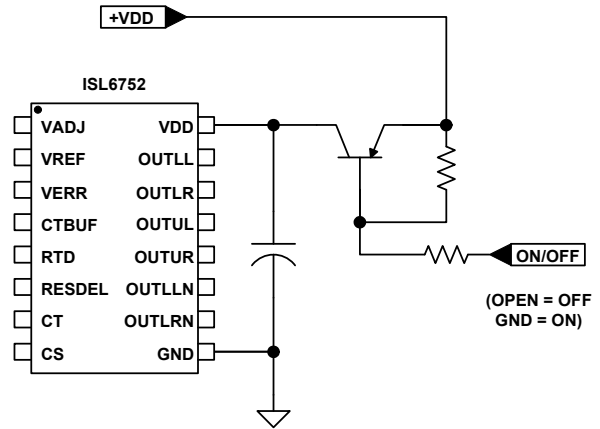 +VDD
ISL6752
VADJ VDD
VREF OUTLL
VERR OUTLR
CTBUF OUTUL
RTD OUTUR
RESDEL OUTLLN
CT OUTLRN
CS GND
ON/OFF
(OPEN = OFF
GND = ON)